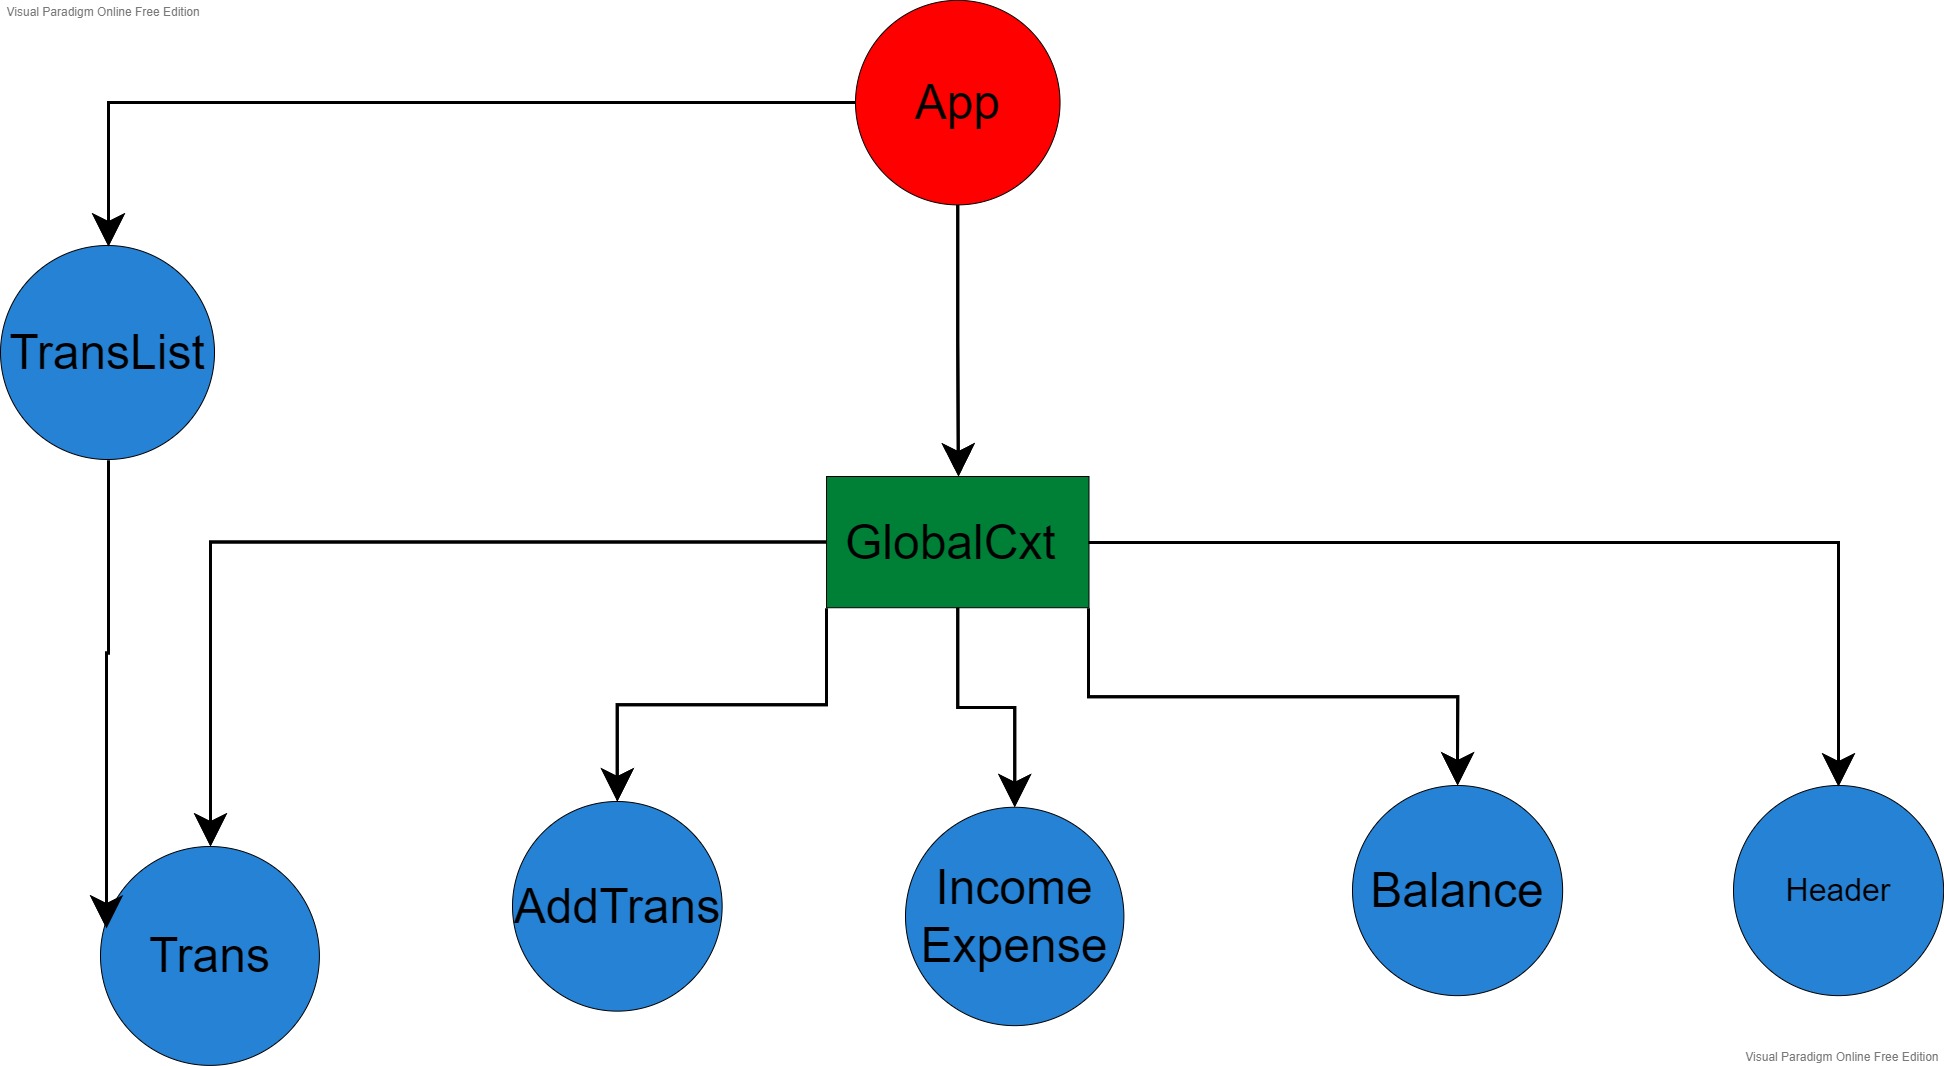 Visual Paradigm Online Free Edition
App
TransList
GlobalCxt
Trans
AddTrans
Income
Expense
Balance
Header
Visual Paradigm Online Free Edition